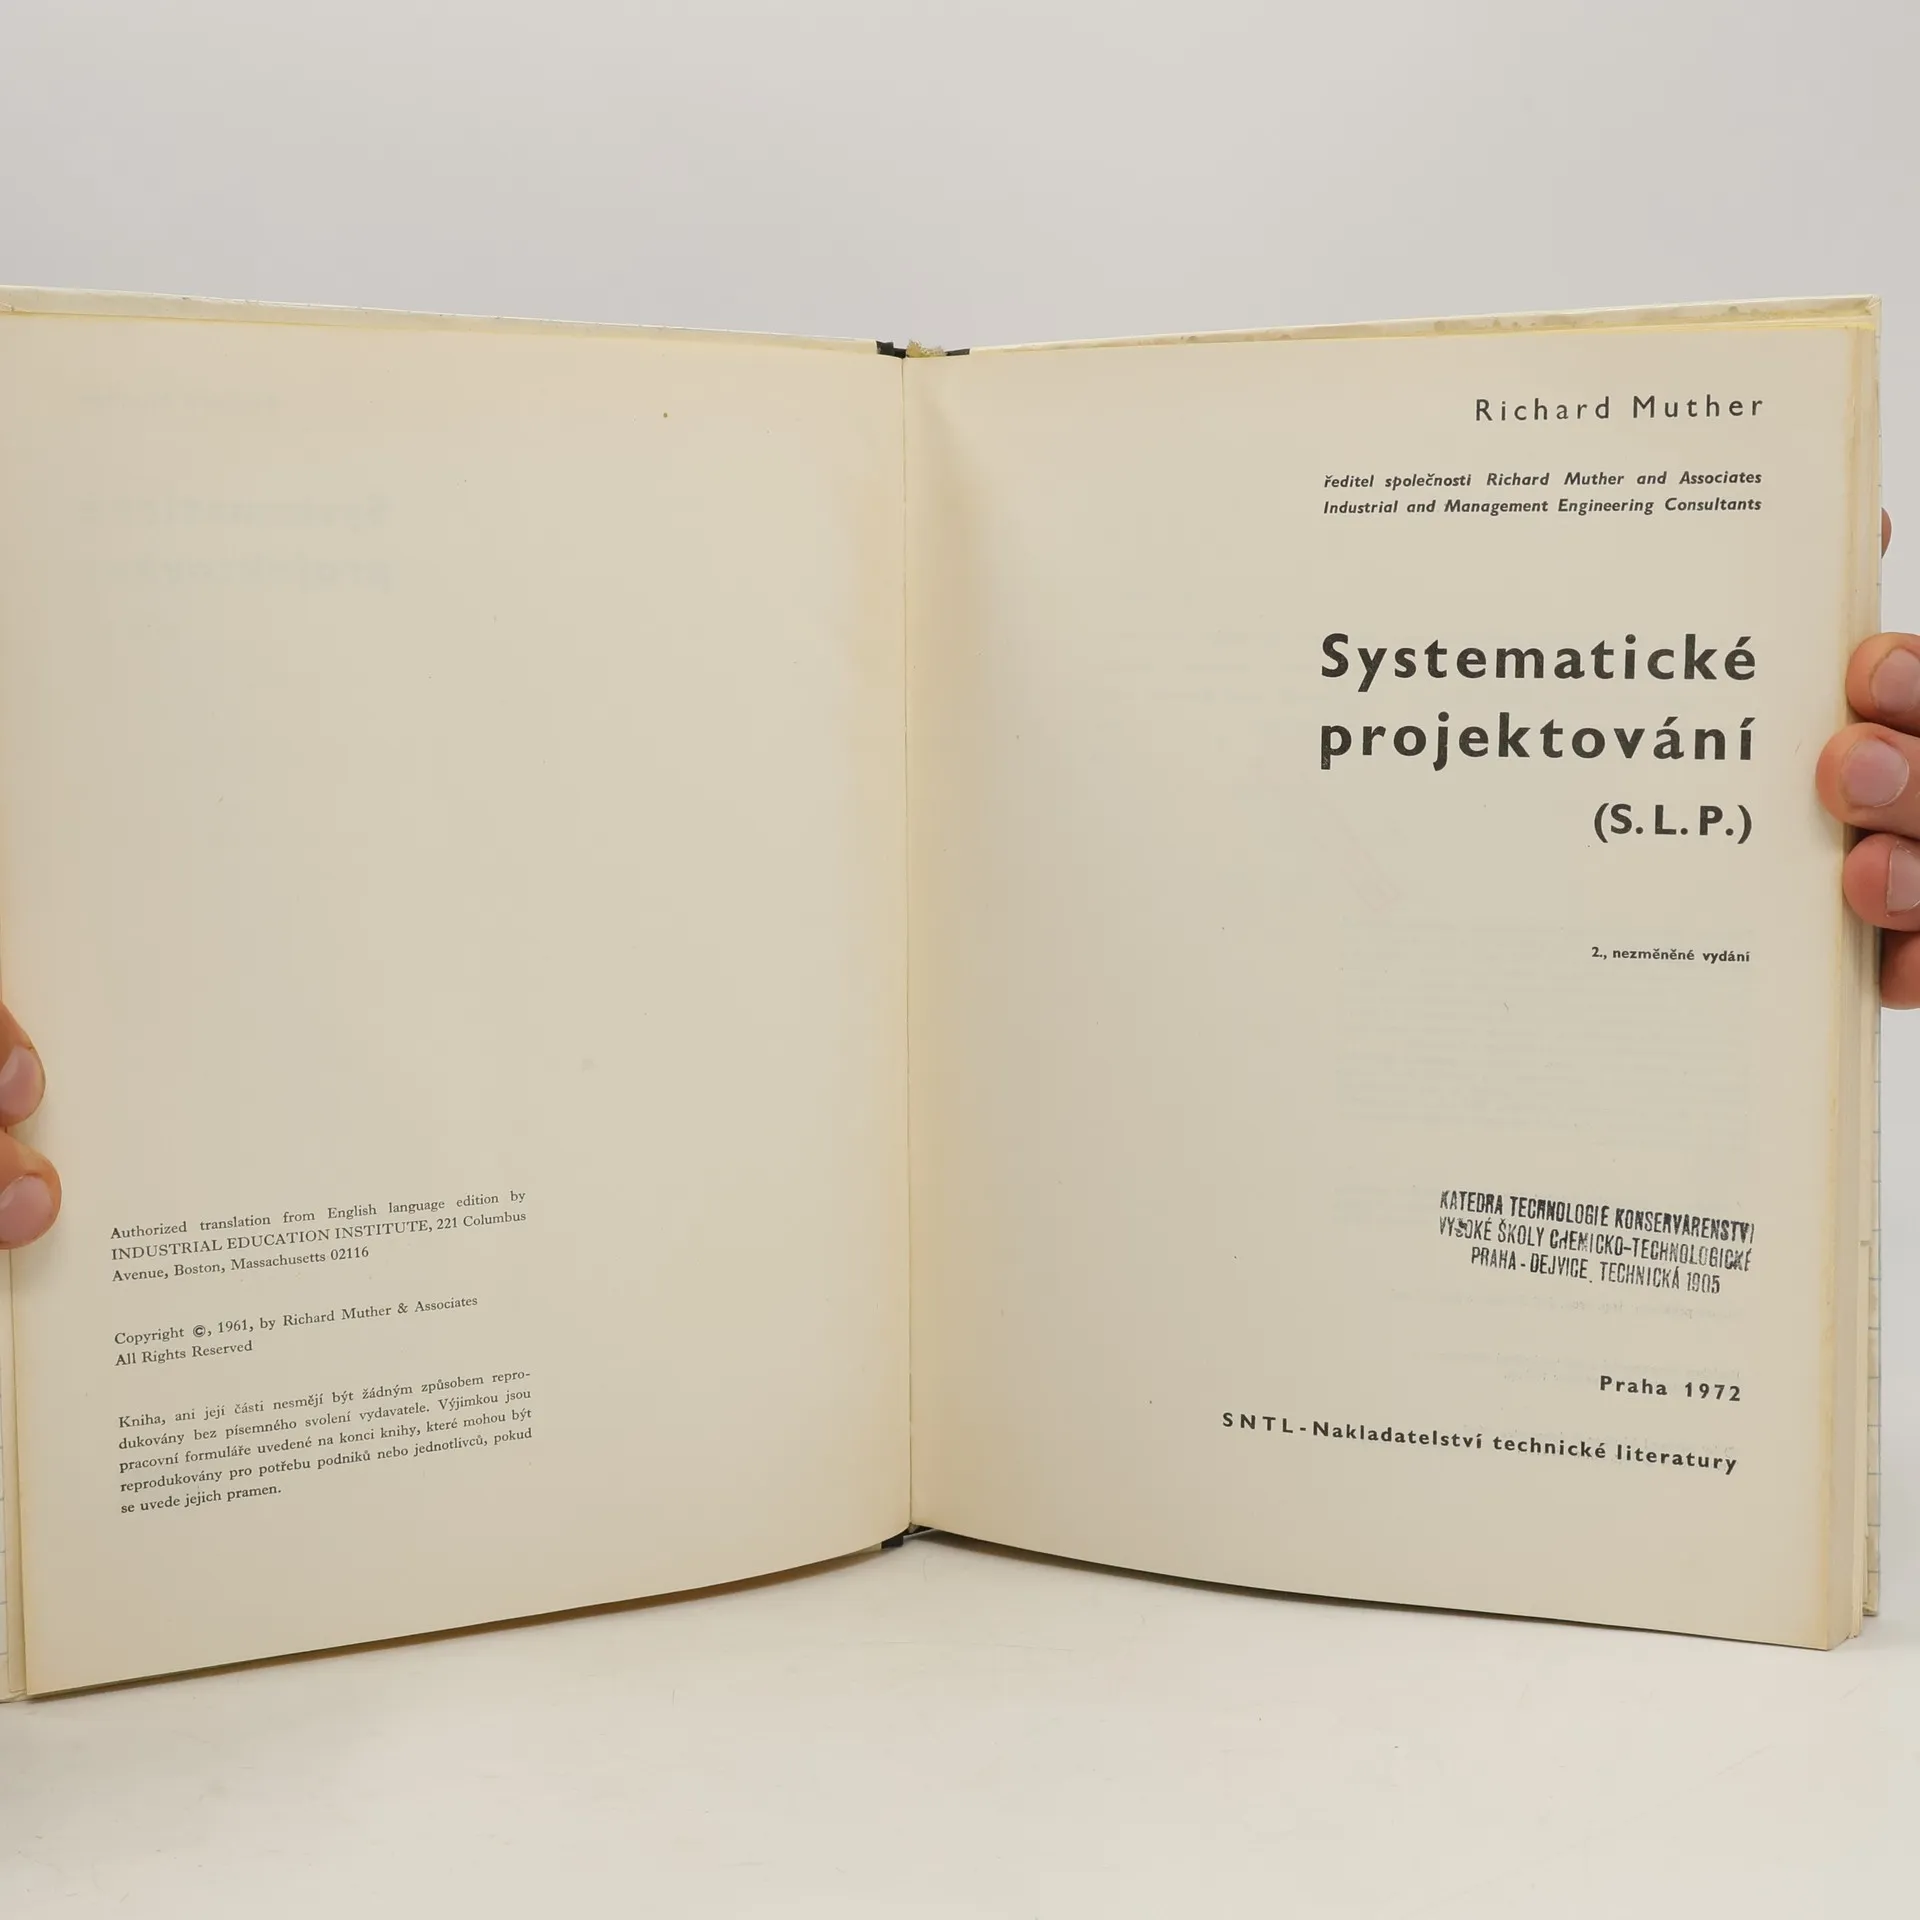 Authorized translation from English language edition by
INDUSTRIAL EDUCATION INSTITUTE, 221 Columbus
Avenue, Boston, Massachusetts 02116
Copyright ©, 1961, by Richard Muther & Associates
All Rights Reserved
Kniha, ani její části nesmějí být žádným způsobem repro-
dukovány bez písemného svolení vydavatele. Výjimkou jsou
pracovní formuláře uvedené na konci knihy, které mohou být
reprodukovány pro potřebu podniků nebo jednotlivců, pokud
se uvede jejich pramen.
Richard Muther
ředitel společnosti Richard Muther and Associates
Industrial and Management Engineering Consultants
Systematické
projektování
(S. L. P.)
2., nezměněné vydání
KATEDRA TECHNOLOGIE KONSERVÁRENSTVÍ
VYSOKÉ ŠKOLY CHEMICKO-TECHNOLOGICKÉ
PRAHA - DEJVICE, TECHNICKÁ 1905
Praha 1972
SNTL - Nakladatelství technické literatury